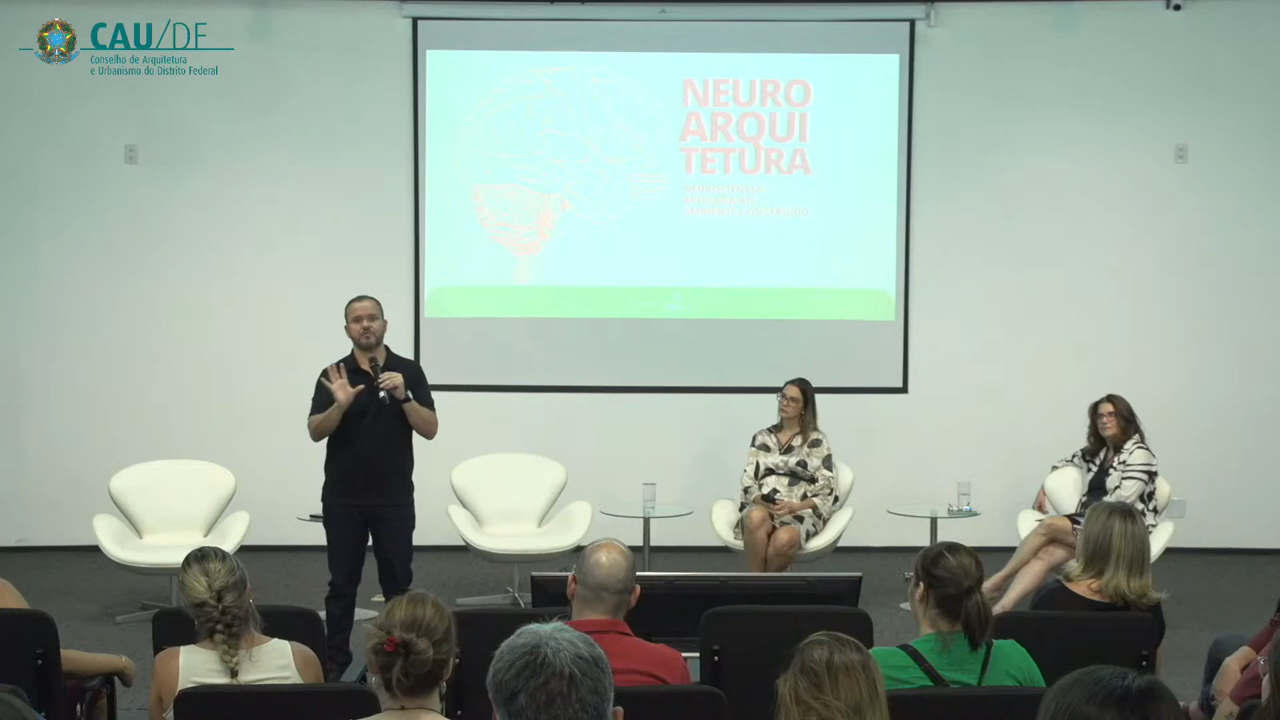 CAU/DF
Conselho de Arquitetura
e Urbanismo do Distrito Federal
NEURO
ARQUI
TETURA